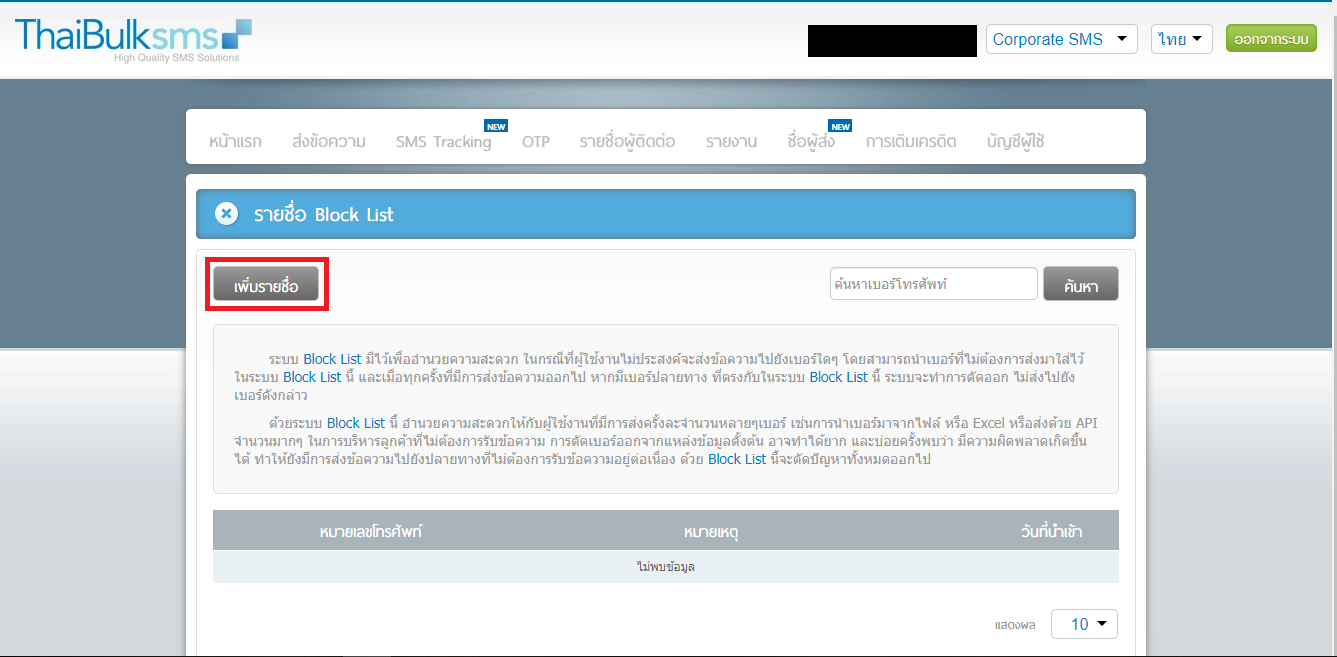 ThaiBulksms
High Quality SMS Solutions
Corporate SMS
ไทย
ออกจากระบบ
หน้าแรก ส่งข้อความ SMS Tracking NEW OTP รายชื่อผู้ติดต่อ รายงาน ชื่อผู้ส่ง NEW การเติมเครดิต บัญชีผู้ใช้
รายชื่อ Block List
เพิ่มรายชื่อ
ค้นหาเบอร์โทรศัพท์
ค้นหา
ระบบ Block List มีไว้เพื่ออำนวยความสะดวก ในกรณีที่ผู้ใช้งานไม่ประสงค์จะส่งข้อความไปยังเบอร์ใดๆ โดยสามารถนำเบอร์ที่ไม่ต้องการส่งมาใส่ไว้
ในระบบ Block List นี้ และเมื่อทุกครั้งที่มีการส่งข้อความออกไป หากมีเบอร์ปลายทาง ที่ตรงกับในระบบ Block List นี้ ระบบจะทำการตัดออก ไม่ส่งไปยัง
เบอร์ดังกล่าว
ด้วยระบบ Block List นี้ อำนวยความสะดวกให้กับผู้ใช้งานที่มีการส่งครั้งละจำนวนหลายๆเบอร์ เช่นการนำเบอร์มาจากไฟล์ หรือ Excel หรือส่งด้วย API
จำนวนมากๆ ในการบริหารลูกค้าที่ไม่ต้องการรับข้อความ การตัดเบอร์ออกจากแหล่งข้อมูลตั้งต้น อาจทำได้ยาก และบ่อยครั้งพบว่า มีความผิดพลาดเกิดขึ้น
ได้ ทำให้ยังมีการส่งข้อความไปยังปลายทางที่ไม่ต้องการรับข้อความอยู่ต่อเนื่อง ด้วย Block List นี้จะตัดปัญหาทั้งหมดออกไป
หมายเลขโทรศัพท์ หมายเหตุ วันที่นำเข้า
ไม่พบข้อมูล
แสดงผล 10